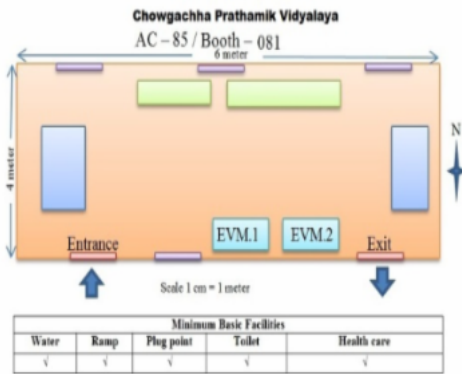 Chowgachha Prathamik Vidyalaya
AC – 85 / Booth – 081
6 meter
4 meter
N
EVM.1 EVM.2
Entrance Exit
Scale 1 cm = 1 meter
Minimum Basic Facilities
Water Ramp Plug point Toilet Health care
√ √ √ √ √